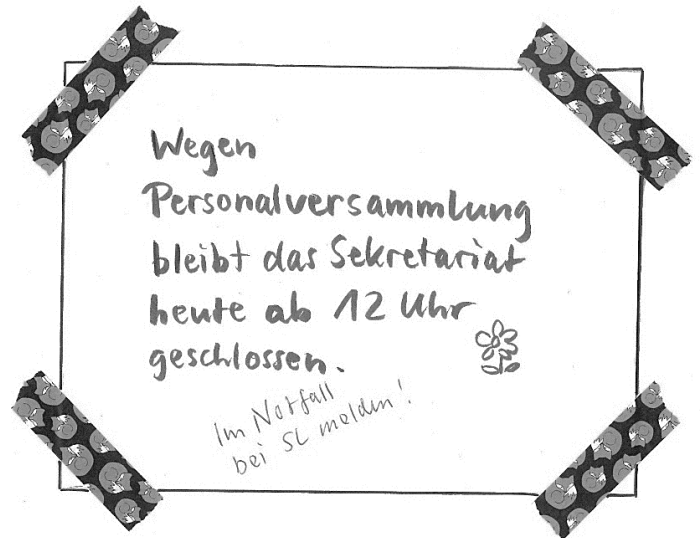 Wegen
Personalversammlung
bleibt das Sekretariat
heute ab 12 Uhr
geschlossen.
Im Notfall
bei SL melden!